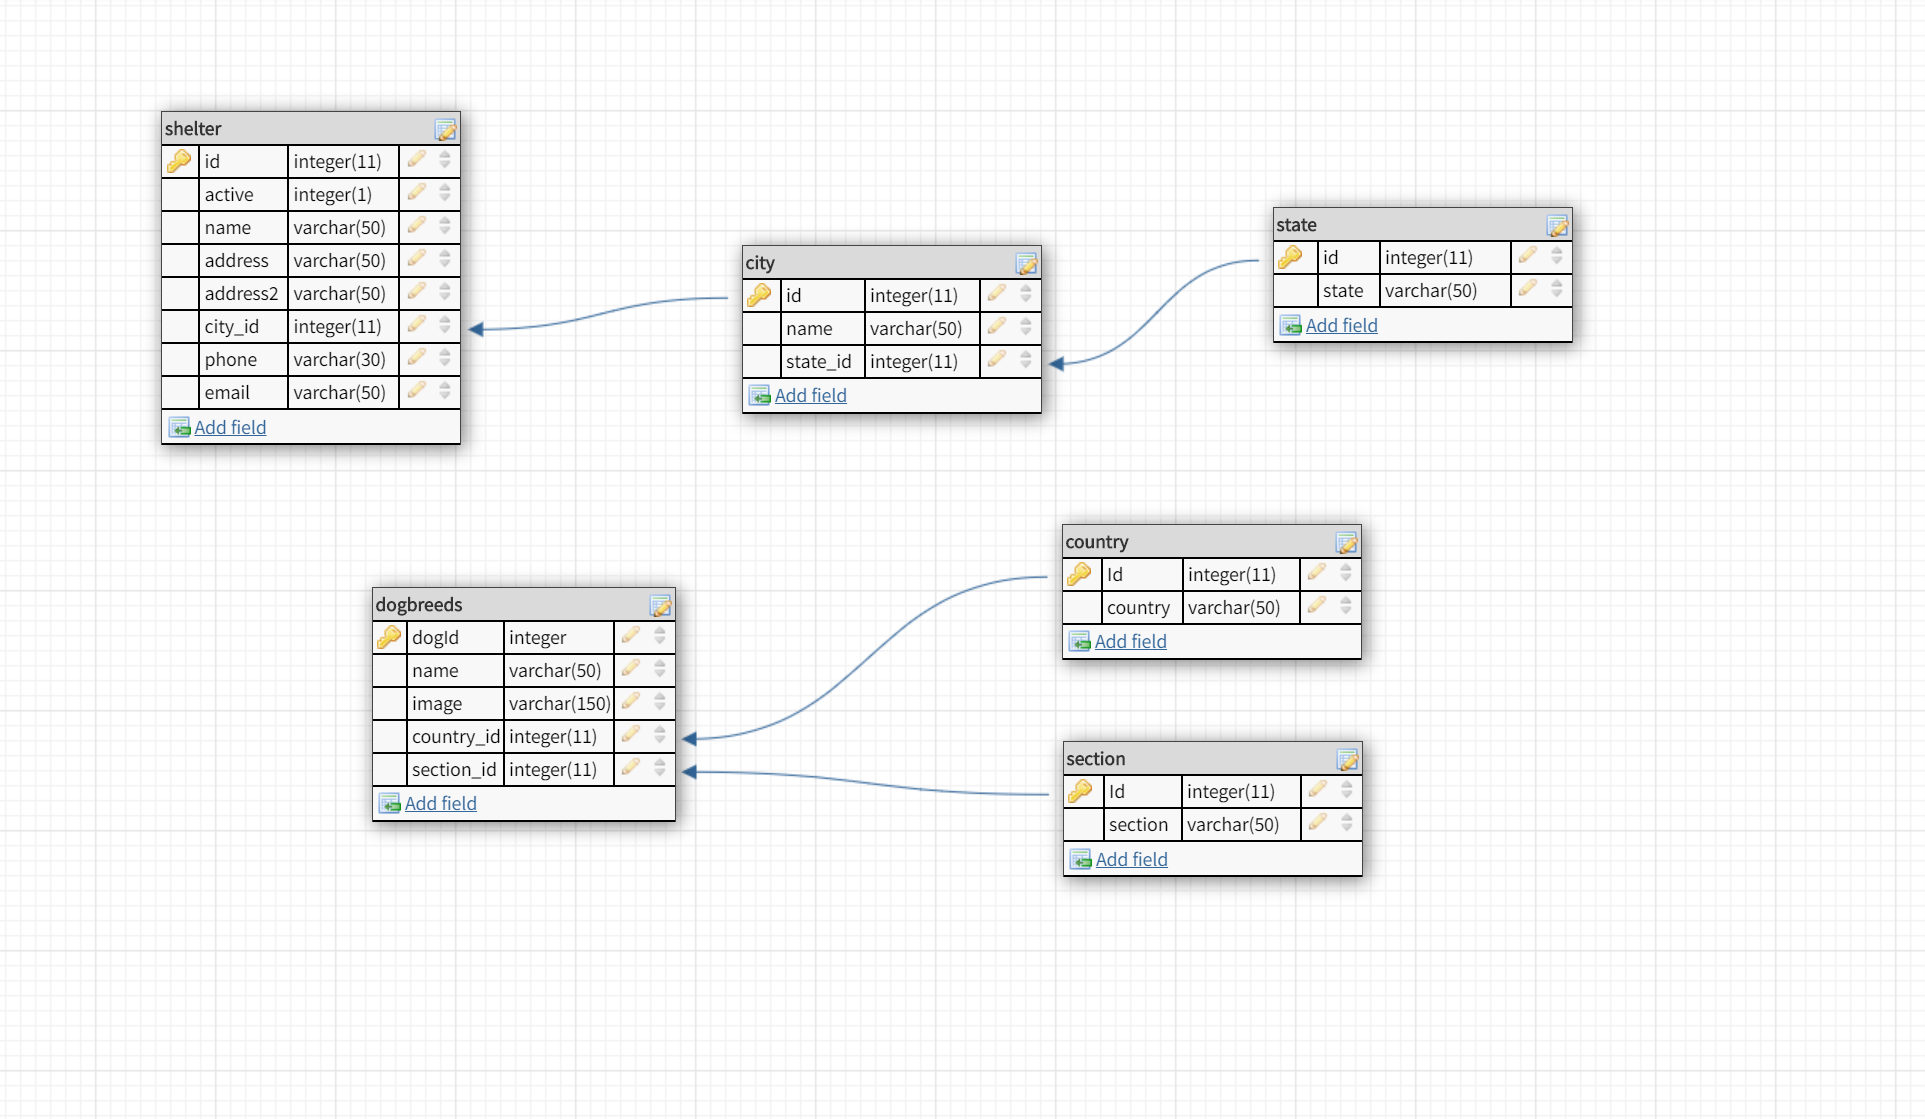 shelter
id integer(11)
active integer(1)
name varchar(50)
address varchar(50)
address2 varchar(50)
city_id integer(11)
phone varchar(30)
email varchar(50)
Add field
city
id integer(11)
name varchar(50)
state_id integer(11)
Add field
state
id integer(11)
state varchar(50)
Add field
dogbreeds
dogId integer
name varchar(50)
image varchar(150)
country_id integer(11)
section_id integer(11)
Add field
country
Id integer(11)
country varchar(50)
Add field
section
Id integer(11)
section varchar(50)
Add field